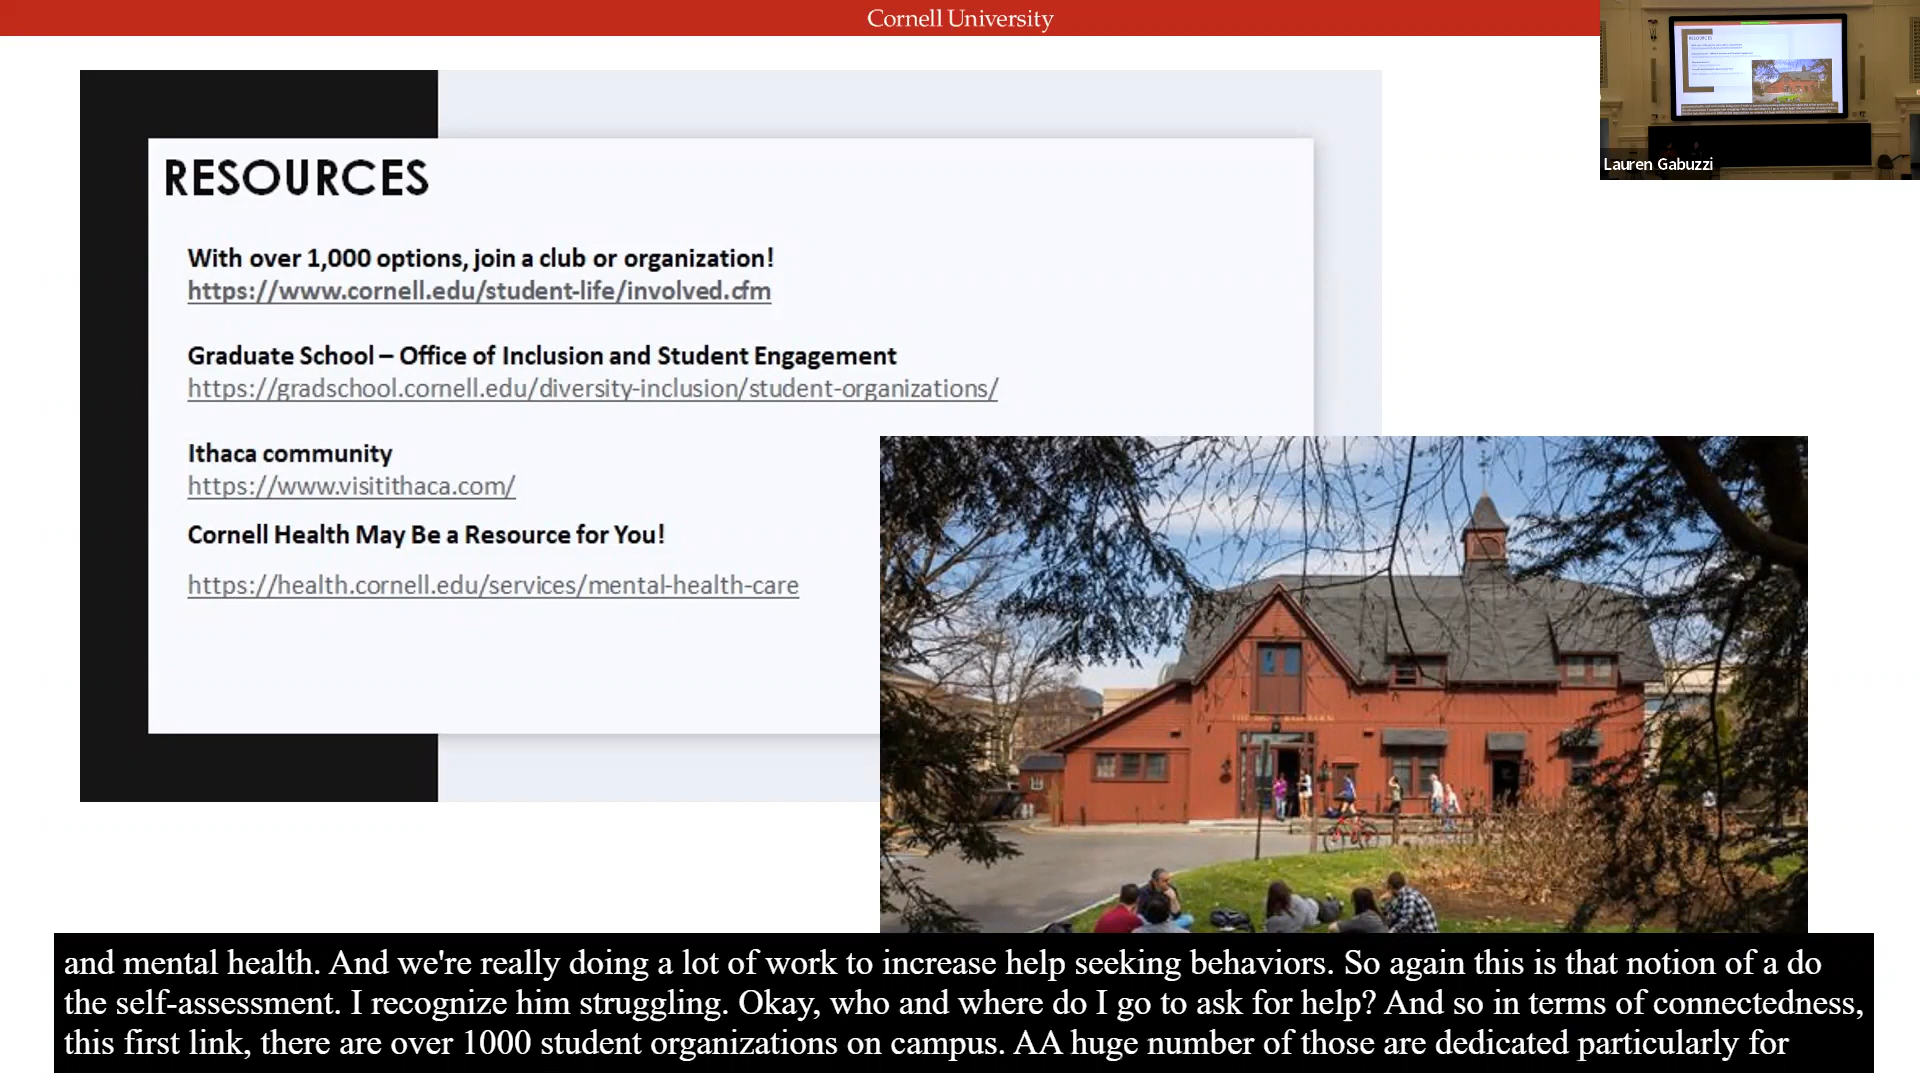 Cornell University
RESOURCES
With over 1,000 options, join a club or organization!
https://www.cornell.edu/student-life/involved.cfm
Graduate School – Office of Inclusion and Student Engagement
https://gradschool.cornell.edu/diversity-inclusion/student-organizations/
Ithaca community
https://www.visitithaca.com/
Cornell Health May Be a Resource for You!
https://health.cornell.edu/services/mental-health-care
RESOURCES
Lauren Gabuzzi
and mental health. And we're really doing a lot of work to increase help seeking behaviors. So again this is that notion of a do
the self-assessment. I recognize him struggling. Okay, who and where do I go to ask for help? And so in terms of connectedness,
this first link, there are over 1000 student organizations on campus. AA huge number of those are dedicated particularly for